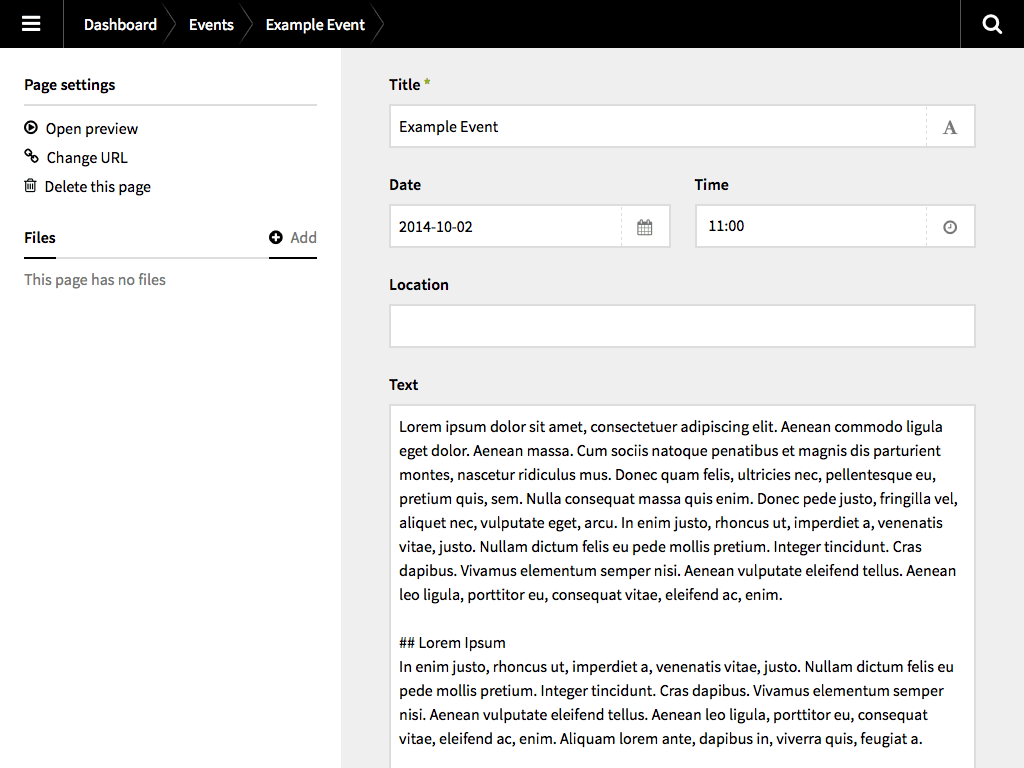 Dashboard Events Example Event
Page settings
Open preview
Change URL
Delete this page
Files Add
This page has no files
Title *
Example Event A
Date Time
2014-10-02 11:00
Location
Text
Lorem ipsum dolor sit amet, consectetuer adipiscing elit. Aenean commodo ligula
eget dolor. Aenean massa. Cum sociis natoque penatibus et magnis dis parturient
montes, nascetur ridiculus mus. Donec quam felis, ultricies nec, pellentesque eu,
pretium quis, sem. Nulla consequat massa quis enim. Donec pede justo, fringilla vel,
aliquet nec, vulputate eget, arcu. In enim justo, rhoncus ut, imperdiet a, venenatis
vitae, justo. Nullam dictum felis eu pede mollis pretium. Integer tincidunt. Cras
dapibus. Vivamus elementum semper nisi. Aenean vulputate eleifend tellus. Aenean
leo ligula, porttitor eu, consequat vitae, eleifend ac, enim.
## Lorem Ipsum
In enim justo, rhoncus ut, imperdiet a, venenatis vitae, justo. Nullam dictum felis eu
pede mollis pretium. Integer tincidunt. Cras dapibus. Vivamus elementum semper
nisi. Aenean vulputate eleifend tellus. Aenean leo ligula, porttitor eu, consequat
vitae, eleifend ac, enim. Aliquam lorem ante, dapibus in, viverra quis, feugiat a.